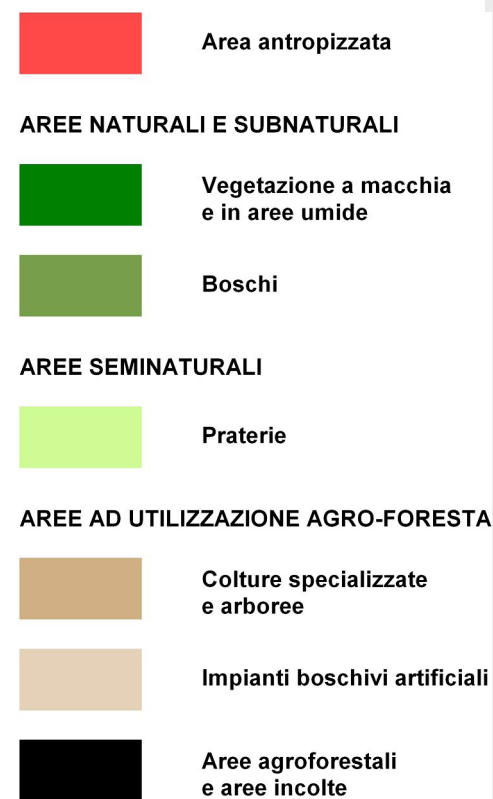 Area antropizzata
AREE NATURALI E SUBNATURALI
Vegetazione a macchia
e in aree umide
Boschi
AREE SEMINATURALI
Praterie
AREE AD UTILIZZAZIONE AGRO-FORESTA
Colture specializzate
e arboree
Impianti boschivi artificiali
Aree agroforestali
e aree incolte